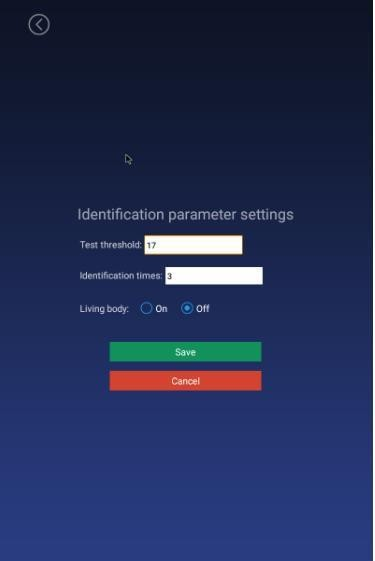 Identification parameter settings
Test threshold: 17
Identification times: 3
Living body: On Off
Save
Cancel